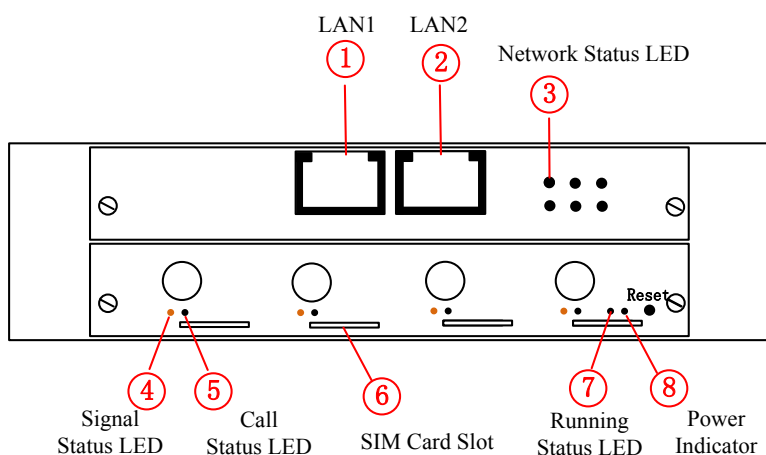 LAN1
LAN2
Network Status LED
1
2
3
Reset
4
5
6
7
8
Signal
Status LED
Call
Status LED
SIM Card Slot
Running
Status LED
Power
Indicator